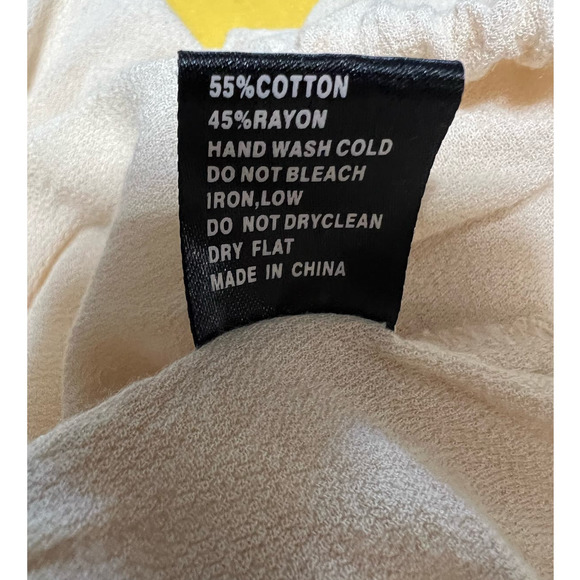 55%COTTON
45%RAYON
HAND WASH COLD
DO NOT BLEACH
IRON,LOW
DO NOT DRYCLEAN
DRY FLAT
MADE IN CHINA